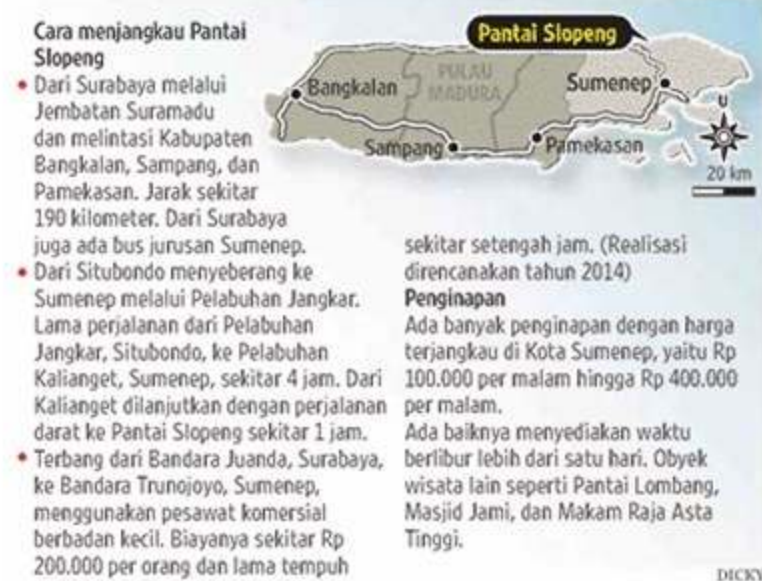 Cara menjangkau Pantai
Slopeng
• Dari Surabaya melalui
Jembatan Suramadu
dan melintasi Kabupaten
Bangkalan, Sampang, dan
Pamekasan. Jarak sekitar
190 kilometer. Dari Surabaya
juga ada bus jurusan Sumenep.
• Dari Situbondo menyeberang ke
Sumenep melalui Pelabuhan Jangkar.
Lama perjalanan dari Pelabuhan
Jangkar, Situbondo, ke Pelabuhan
Kalianget, Sumenep, sekitar 4 jam. Dari
Kalianget dilanjutkan dengan perjalanan
darat ke Pantai Slopeng sekitar 1 jam.
• Terbang dari Bandara Juanda, Surabaya,
ke Bandara Trunojoyo, Sumenep,
menggunakan pesawat komersial
berbadan kecil. Biayanya sekitar Rp
200.000 per orang dan lama tempuh
sekitar setengah jam. (Realisasi
direncanakan tahun 2014)
Penginapan
Ada banyak penginapan dengan harga
terjangkau di Kota Sumenep, yaitu Rp
100.000 per malam hingga Rp 400.000
per malam.
Ada baiknya menyediakan waktu
berlibur lebih dari satu hari. Obyek
wisata lain seperti Pantai Lombang,
Masjid Jami, dan Makam Raja Asta
Tinggi.
Pantai Slopeng
Bangkalan
PULAU
MADURA
Sumenep
Sampang
Pamekasan
U
20 km
DICKY